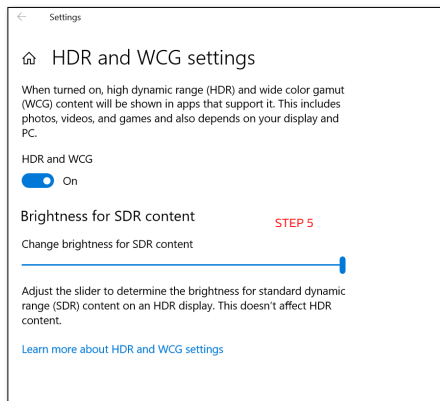 Settings
HDR and WCG settings
When turned on, high dynamic range (HDR) and wide color gamut
(WCG) content will be shown in apps that support it. This includes
photos, videos, and games and also depends on your display and
PC.
HDR and WCG
On
Brightness for SDR content
STEP 5
Change brightness for SDR content
Adjust the slider to determine the brightness for standard dynamic
range (SDR) content on an HDR display. This doesn't affect HDR
content.
Learn more about HDR and WCG settings